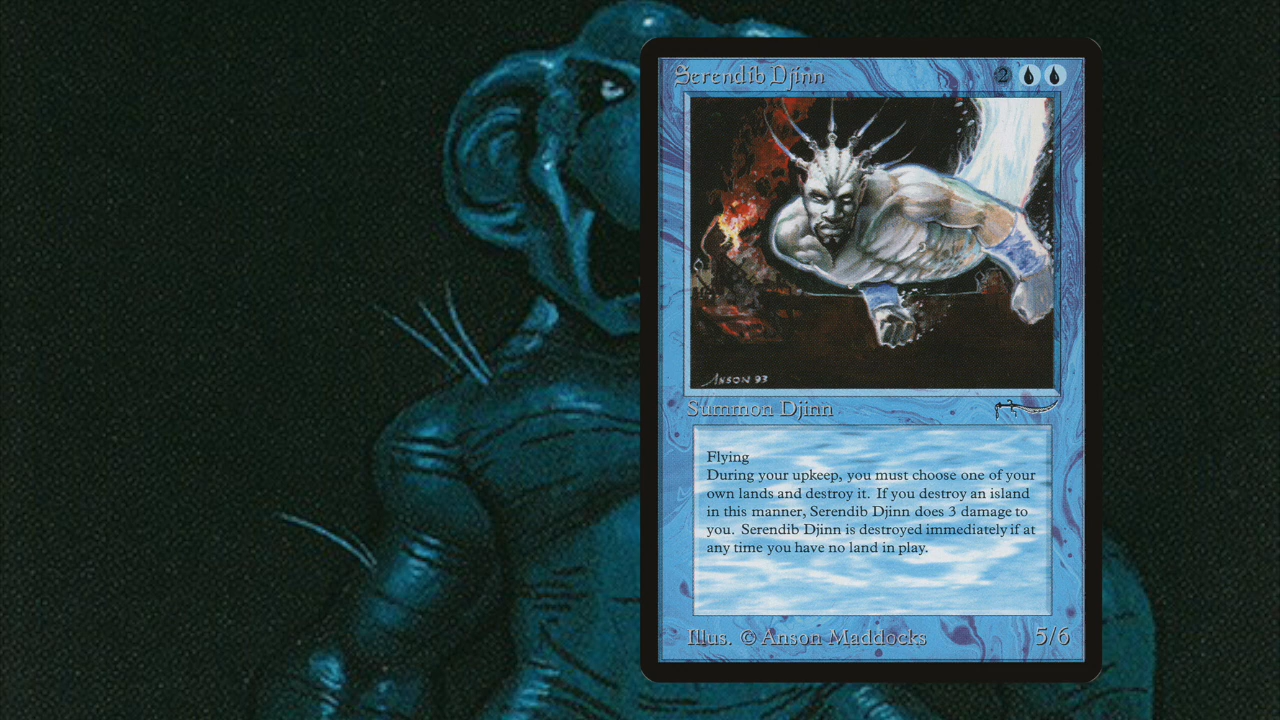 Serendib Djinn 2
ANSON 93
Summon Djinn
Flying
During your upkeep, you must choose one of your
own lands and destroy it. If you destroy an island
in this manner, Serendib Djinn does 3 damage to
you. Serendib Djinn is destroyed immediately if at
any time you have no land in play.
Illus. © Anson Maddocks 5/6